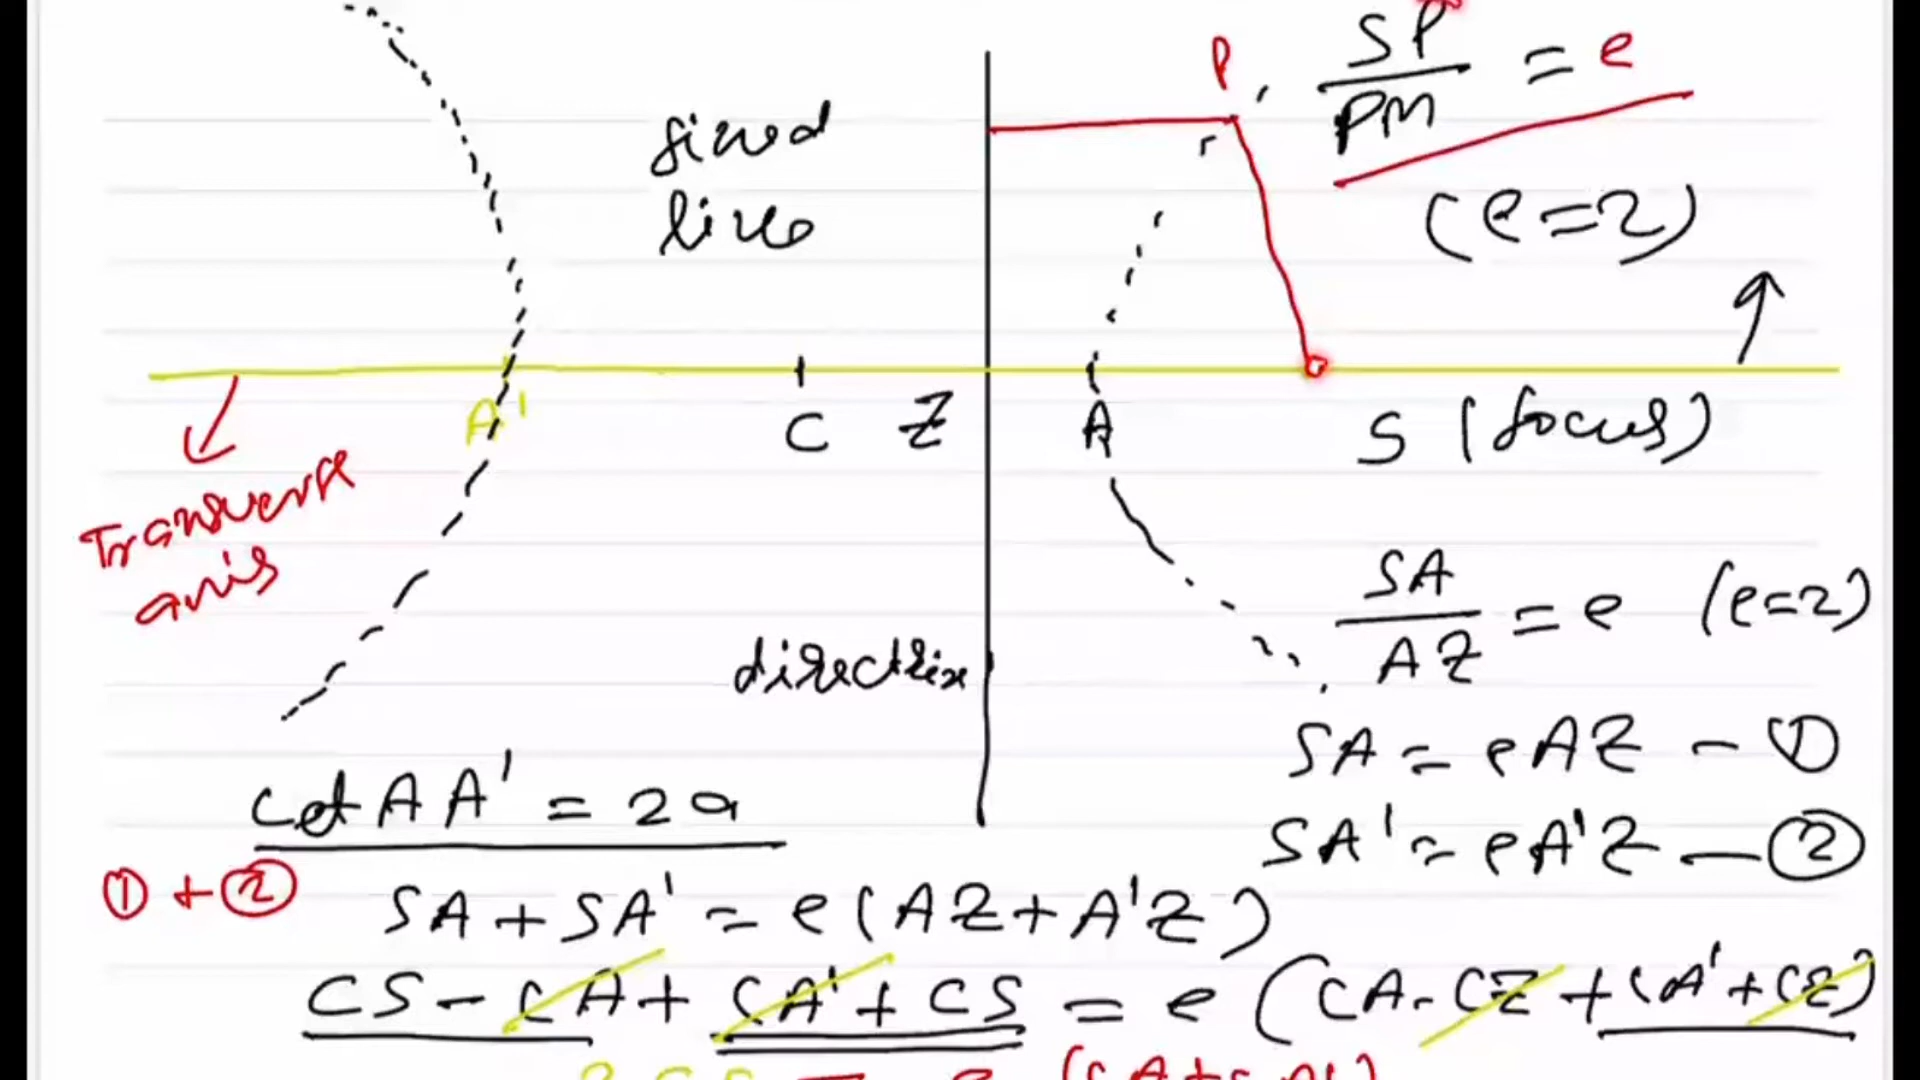 P
SP/PM = e
fixed
line
(e=2)
A'
C
Z
A
S (focus)
Transverse
axis
SA/AZ = e (e=2)
directrix
SA = eAZ - ①
Let AA' = 2a
SA' = eA'Z — ②
① + ②
SA + SA' = e(AZ + A'Z)
CS - CA + CA' + CS = e (CA - CZ + CA' + CZ)